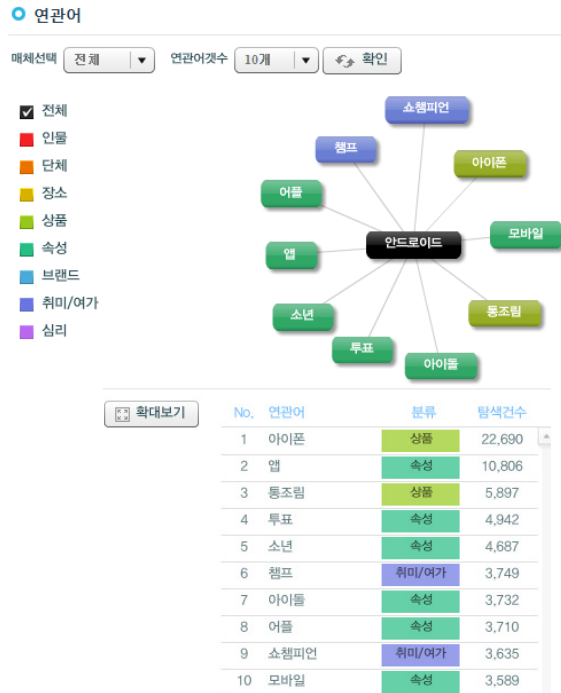 연관어
매체선택 전체 연관어갯수 10개 확인
전체
인물
단체
장소
상품
속성
브랜드
취미/여가
심리
쇼챔피언
챔프
아이폰
어플
모바일
안드로이드
앱
소년
통조림
투표
아이돌
확대보기
No. 연관어 분류 탐색건수
1 아이폰 상품 22,690
2 앱 속성 10,806
3 통조림 상품 5,897
4 투표 속성 4,942
5 소년 속성 4,687
6 챔프 취미/여가 3,749
7 아이돌 속성 3,732
8 어플 속성 3,710
9 쇼챔피언 취미/여가 3,635
10 모바일 속성 3,589